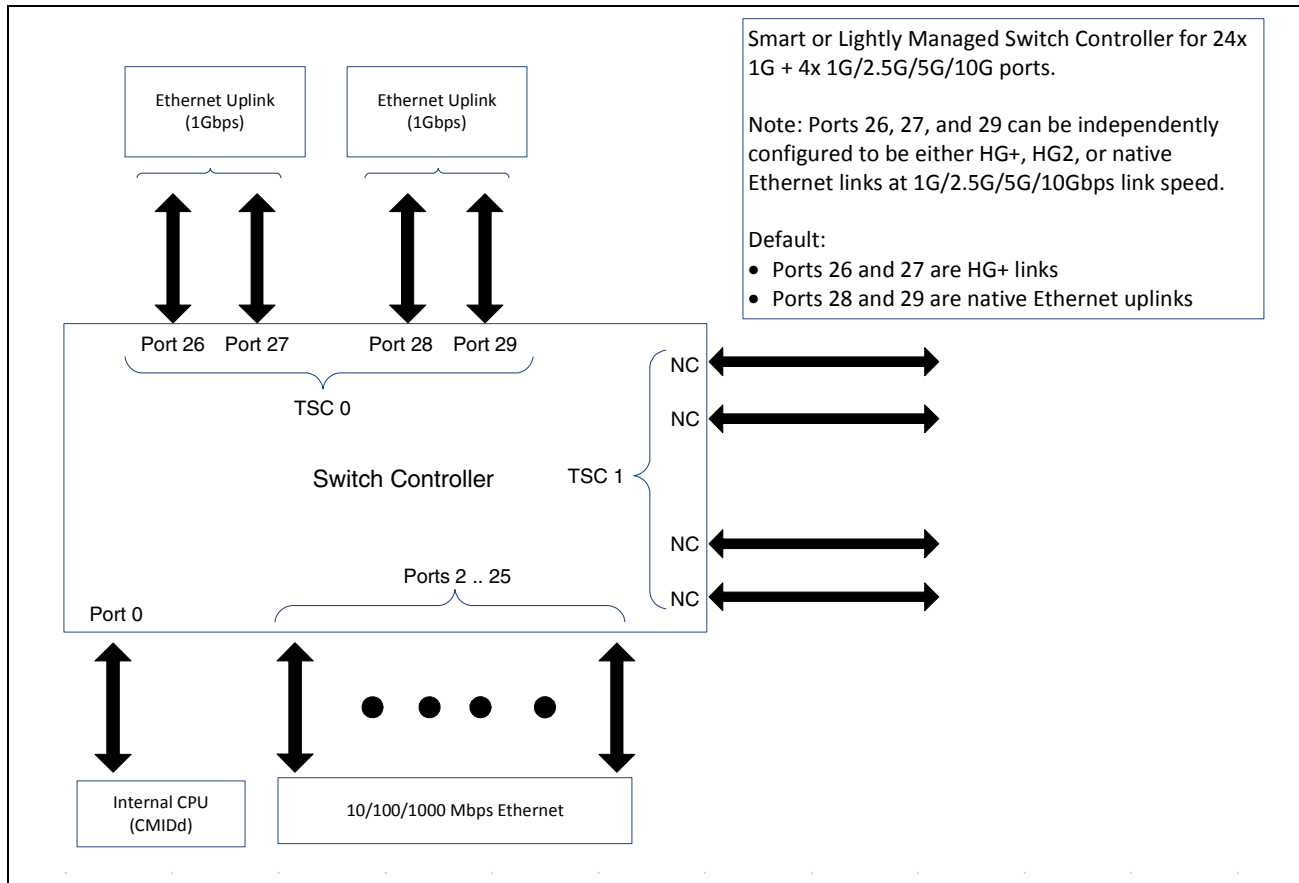 Smart or Lightly Managed Switch Controller for 24x
1G + 4x 1G/2.5G/5G/10G ports.
Note: Ports 26, 27, and 29 can be independently
configured to be either HG+, HG2, or native
Ethernet links at 1G/2.5G/5G/10Gbps link speed.
Default:
• Ports 26 and 27 are HG+ links
• Ports 28 and 29 are native Ethernet uplinks
Ethernet Uplink
(1Gbps)
Ethernet Uplink
(1Gbps)
Port 26
Port 27
Port 28
Port 29
TSC 0
NC
NC
TSC 1
NC
NC
Switch Controller
Ports 2 .. 25
Port 0
Internal CPU
(CMIDd)
10/100/1000 Mbps Ethernet